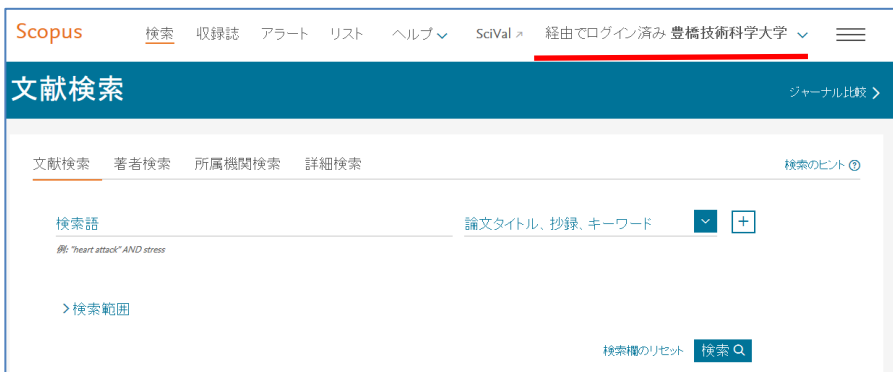 Scopus 検索 収録誌 アラート リスト ヘルプ SciVal 経由でログイン済み 豊橋技術科学大学
文献検索 ジャーナル比較
文献検索 著者検索 所属機関検索 詳細検索 検索のヒント
検索語 論文タイトル、抄録、キーワード
例: "heart attack" AND stress
検索範囲
検索欄のリセット 検索